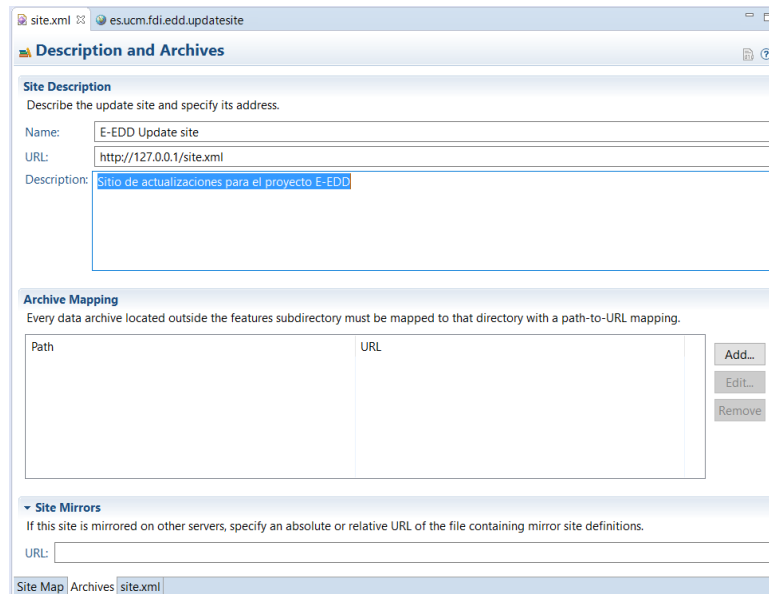 site.xml es.ucm.fdi.edd.updatesite
Description and Archives
Site Description
Describe the update site and specify its address.
Name: E-EDD Update site
URL: http://127.0.0.1/site.xml
Description: Sitio de actualizaciones para el proyecto E-EDD
Archive Mapping
Every data archive located outside the features subdirectory must be mapped to that directory with a path-to-URL mapping.
Path URL
Add...
Edit...
Remove
Site Mirrors
If this site is mirrored on other servers, specify an absolute or relative URL of the file containing mirror site definitions.
URL:
Site Map Archives site.xml